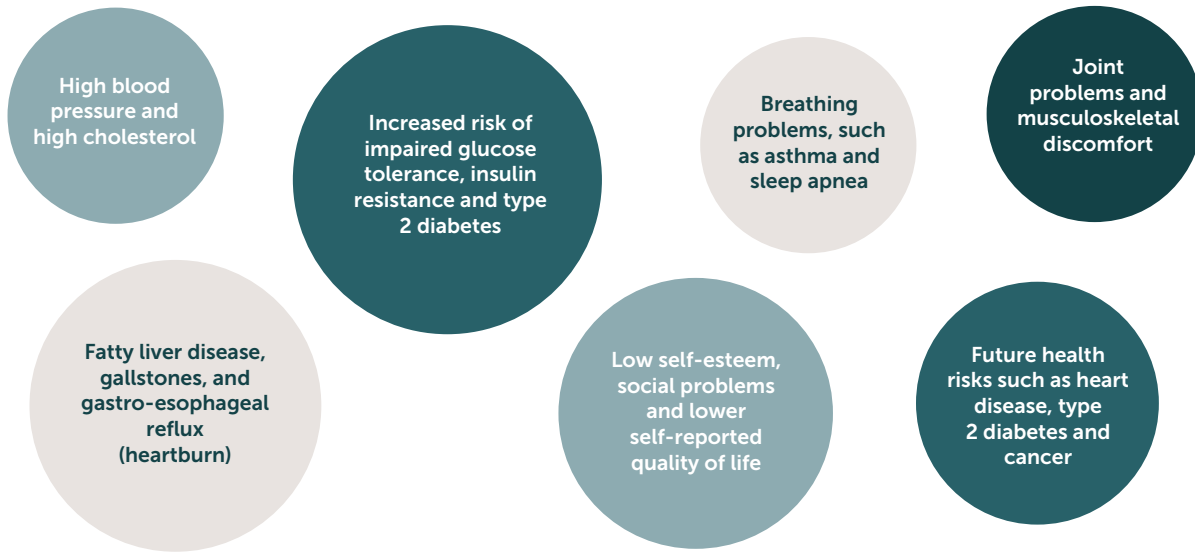 High blood
pressure and
high cholesterol
Increased risk of
impaired glucose
tolerance, insulin
resistance and type
2 diabetes
Breathing
problems, such
as asthma and
sleep apnea
Joint
problems and
musculoskeletal
discomfort
Fatty liver disease,
gallstones, and
gastro-esophageal
reflux
(heartburn)
Low self-esteem,
social problems
and lower
self-reported
quality of life
Future health
risks such as heart
disease, type
2 diabetes and
cancer